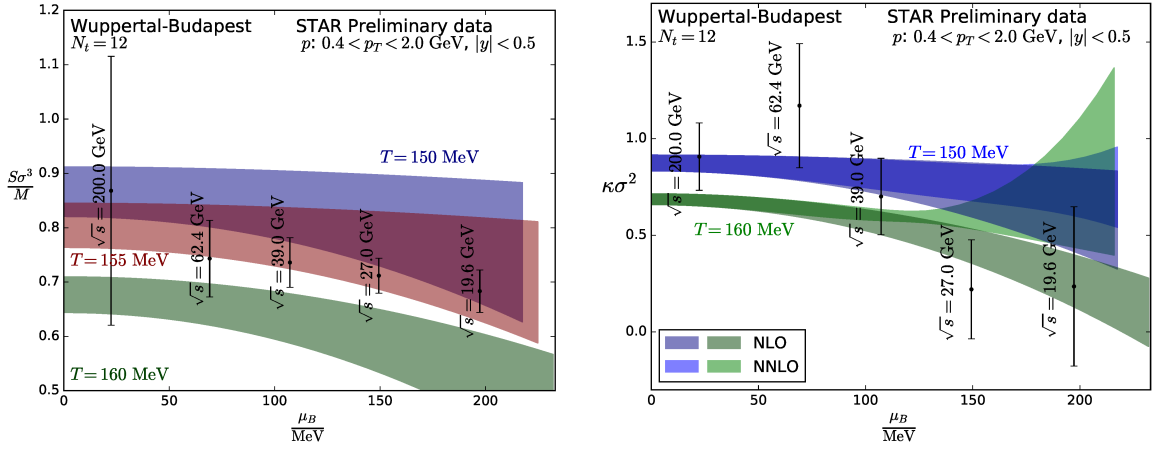 Wuppertal-Budapest
STAR Preliminary data
N_t = 12
p: 0.4 < p_T < 2.0 GeV, |y| < 0.5
1.2
1.1
1.0
0.9
0.8
0.7
0.6
0.5
Sσ³/M
√s = 200.0 GeV
√s = 62.4 GeV
√s = 39.0 GeV
√s = 27.0 GeV
√s = 19.6 GeV
T = 150 MeV
T = 155 MeV
T = 160 MeV
0 50 100 150 200
μ_B/MeV
Wuppertal-Budapest
STAR Preliminary data
N_t = 12
p: 0.4 < p_T < 2.0 GeV, |y| < 0.5
1.5
1.0
0.5
0.0
κσ²
√s = 200.0 GeV
√s = 62.4 GeV
√s = 39.0 GeV
√s = 27.0 GeV
√s = 19.6 GeV
T = 150 MeV
T = 160 MeV
NLO
NNLO
0 50 100 150 200
μ_B/MeV